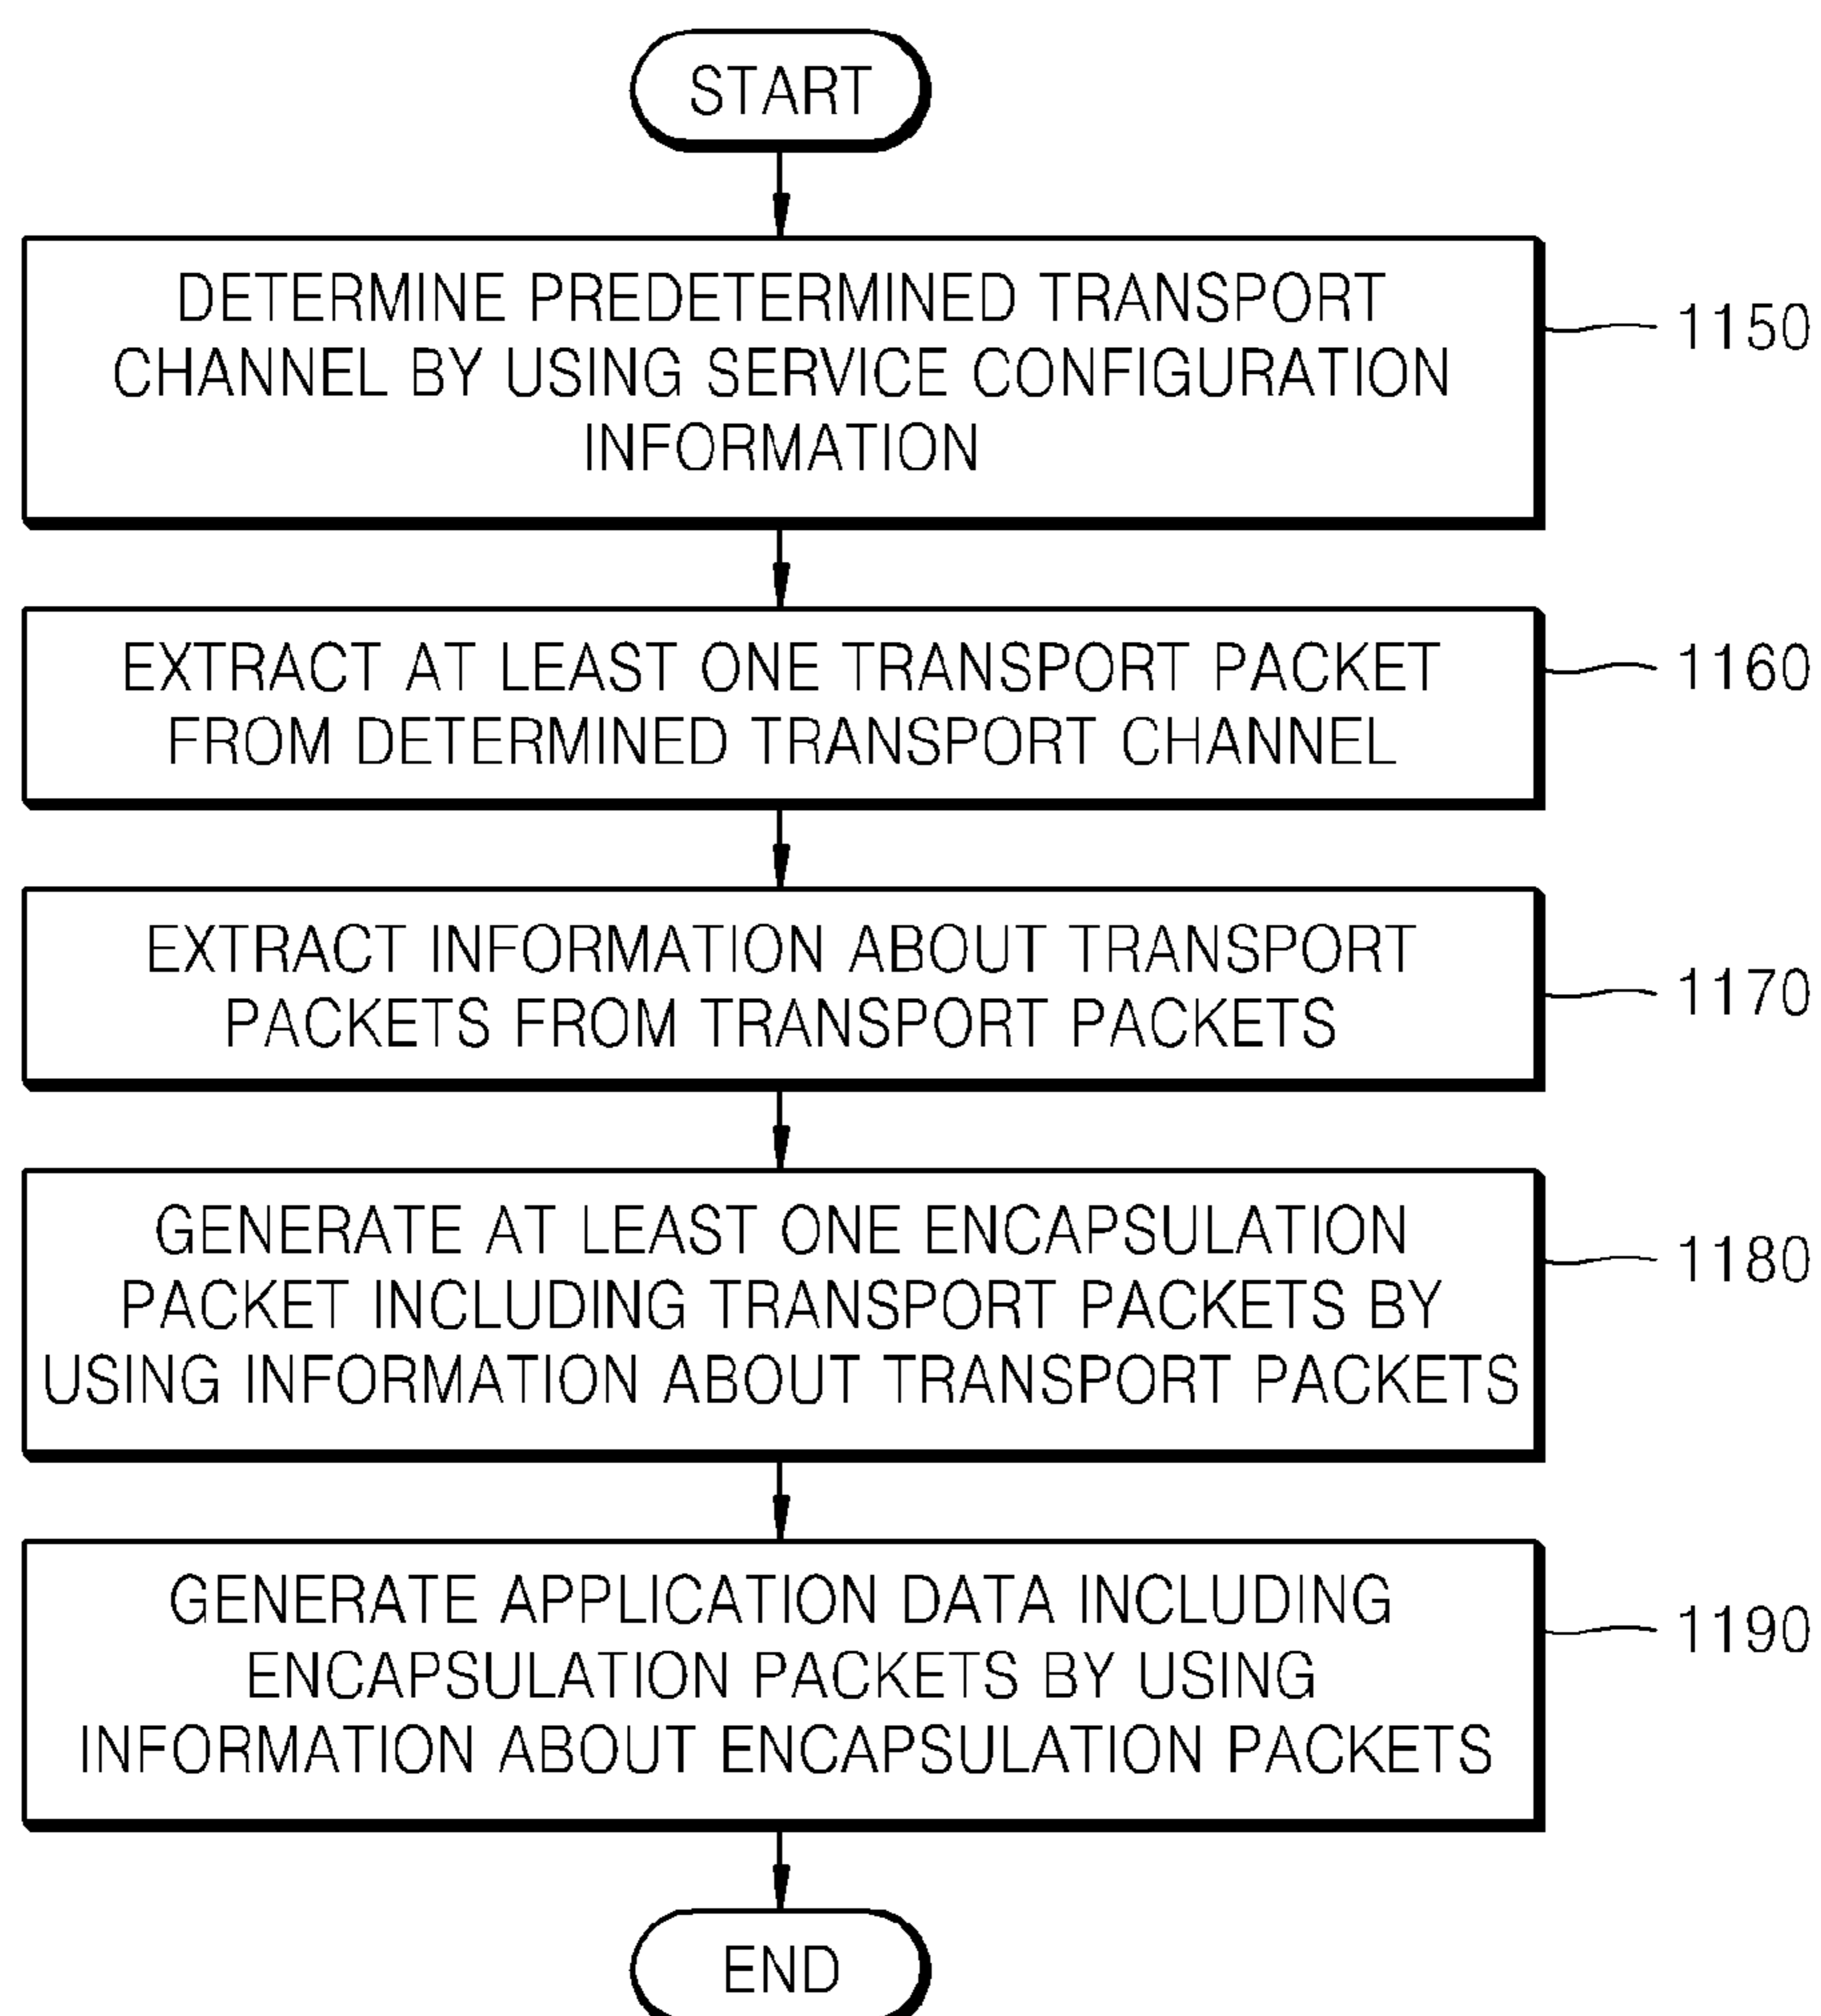 START
DETERMINE PREDETERMINED TRANSPORT
CHANNEL BY USING SERVICE CONFIGURATION
INFORMATION
1150
EXTRACT AT LEAST ONE TRANSPORT PACKET
FROM DETERMINED TRANSPORT CHANNEL
1160
EXTRACT INFORMATION ABOUT TRANSPORT
PACKETS FROM TRANSPORT PACKETS
1170
GENERATE AT LEAST ONE ENCAPSULATION
PACKET INCLUDING TRANSPORT PACKETS BY
USING INFORMATION ABOUT TRANSPORT PACKETS
1180
GENERATE APPLICATION DATA INCLUDING
ENCAPSULATION PACKETS BY USING
INFORMATION ABOUT ENCAPSULATION PACKETS
1190
END